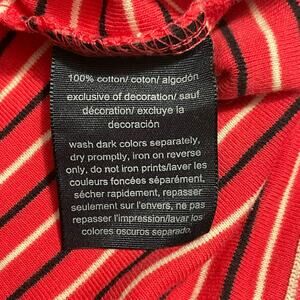 100% cotton/ coton/ algodón
exclusive of decoration/ sauf
décoration/ excluye la
decoración
wash dark colors separately,
dry promptly, iron on reverse
only, do not iron prints/laver les
couleurs foncées séparément,
sécher rapidement, repasser
seulement sur l'envers, ne pas
repasser l'impression/lavar los
colores oscuros separado,